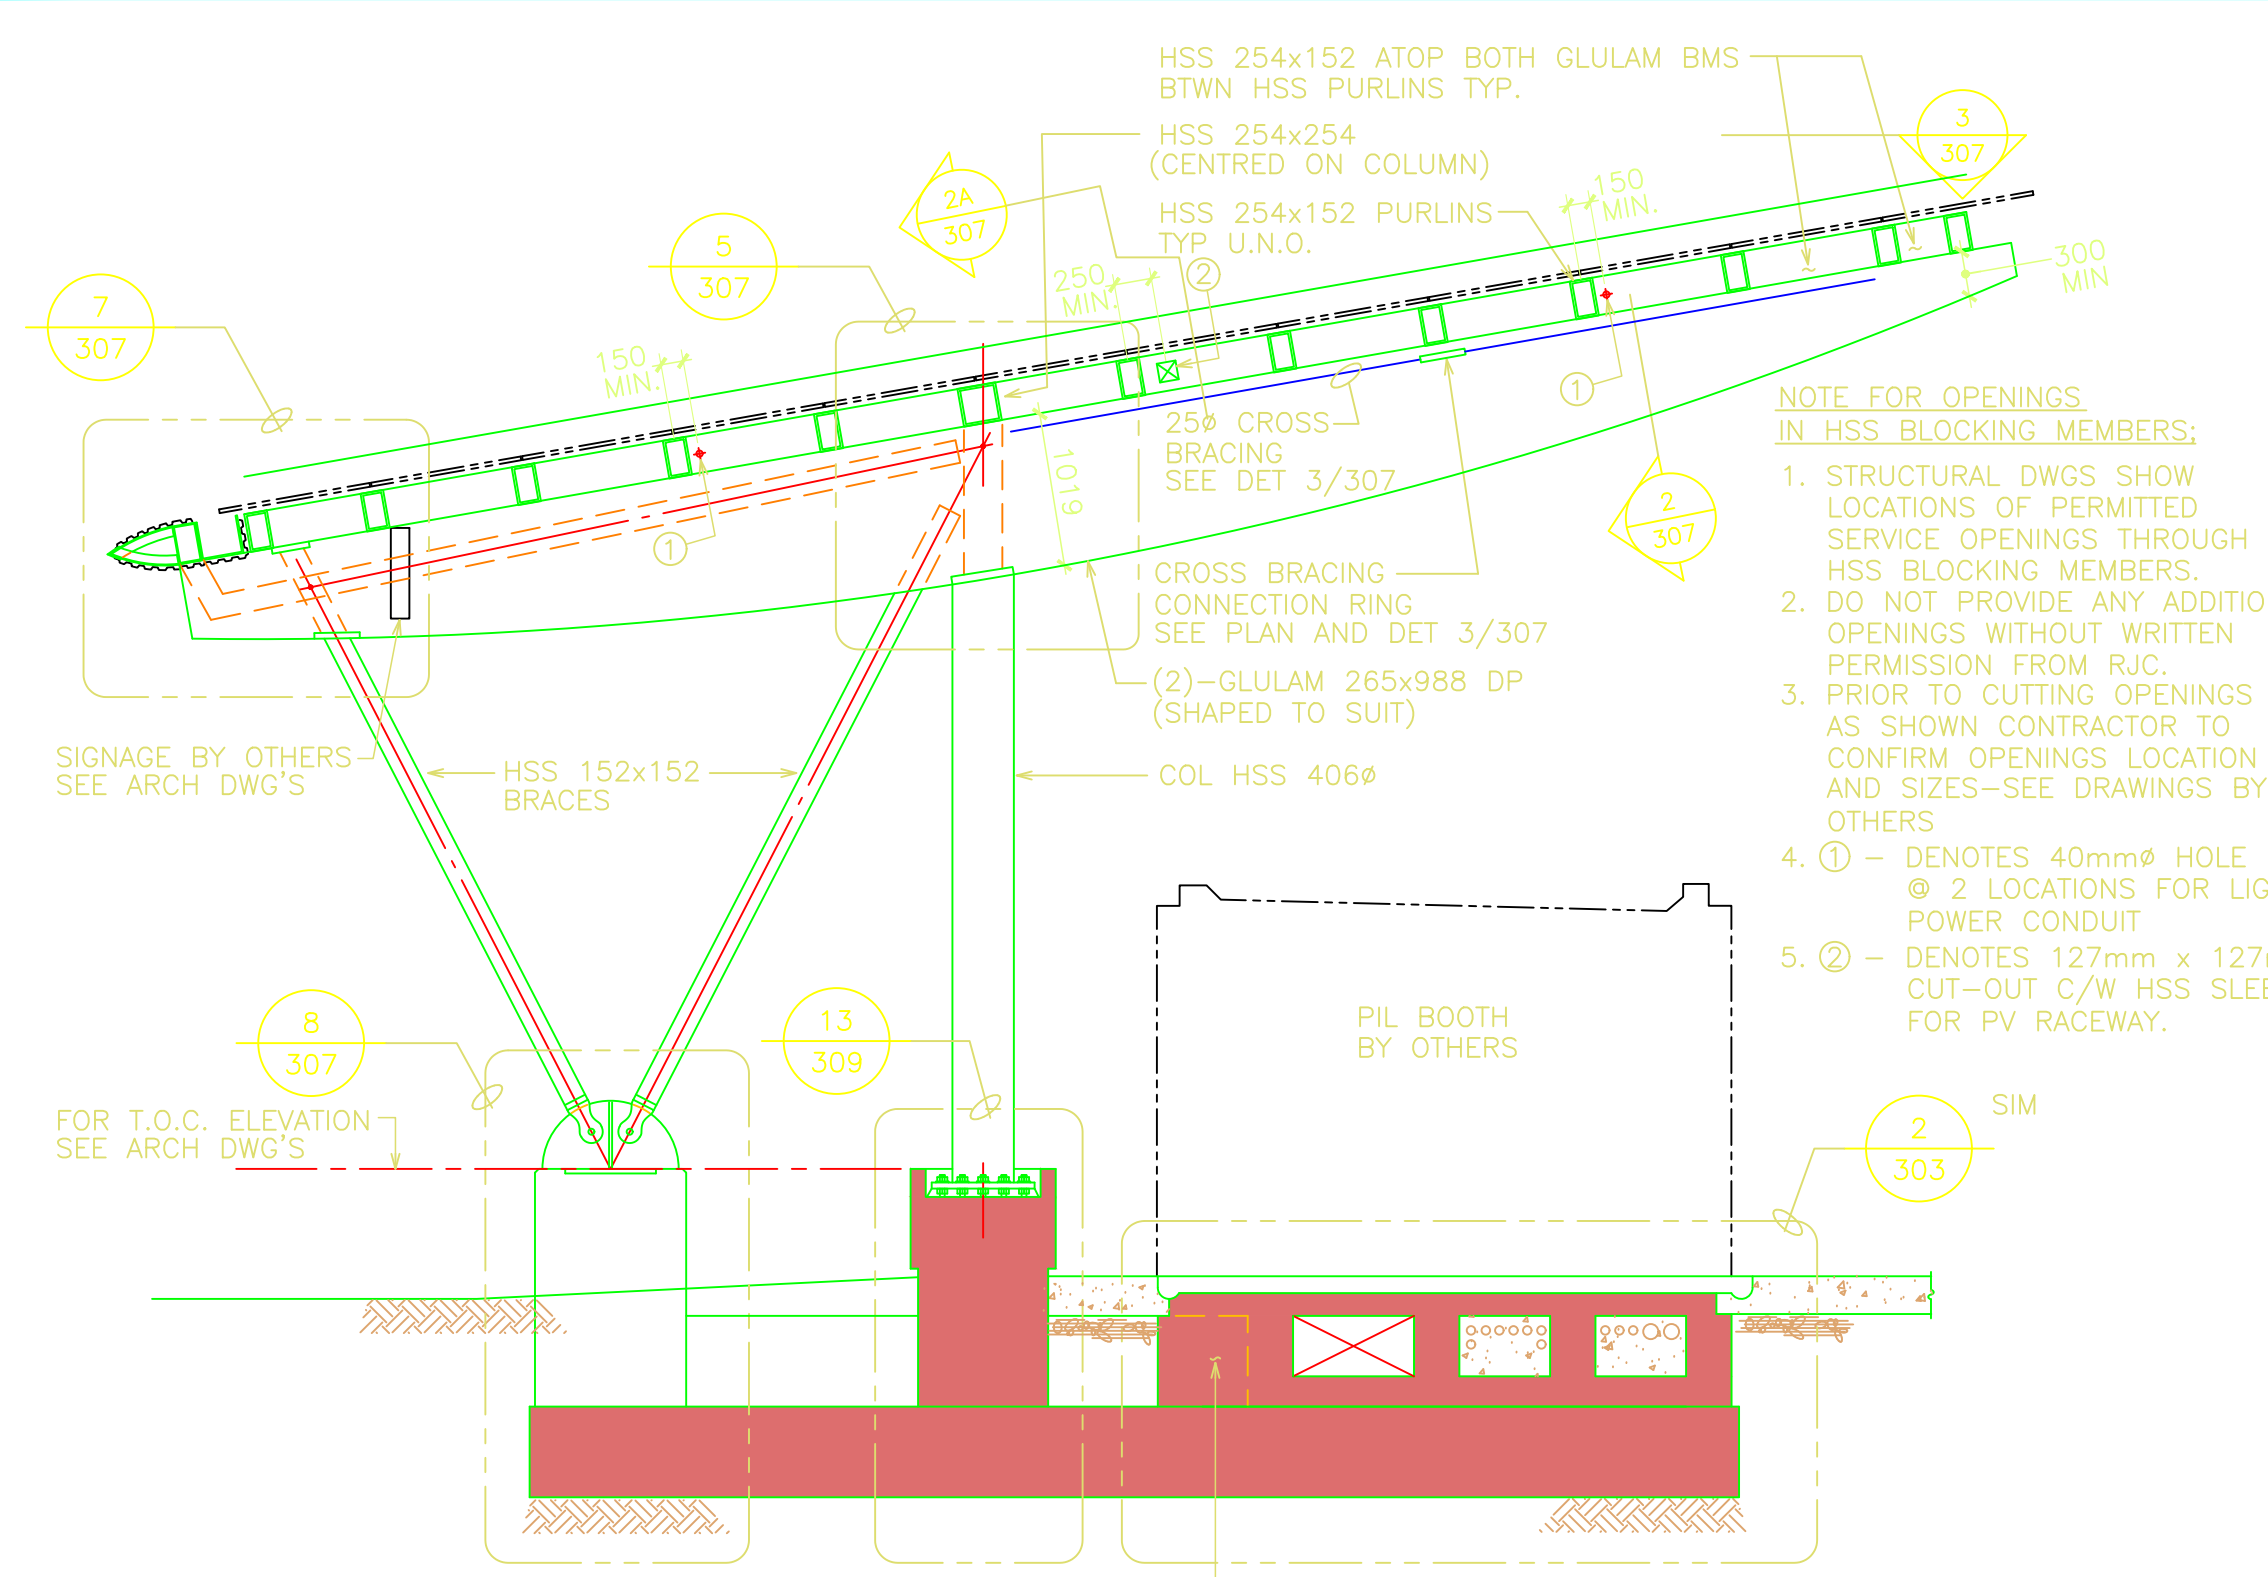 HSS 254x152 ATOP BOTH GLULAM BMS
BTWN HSS PURLINS TYP.
HSS 254x254
(CENTRED ON COLUMN)
HSS 254x152 PURLINS
TYP U.N.O.
3
307
2A
307
5
307
7
307
150
MIN.
250
MIN.
150
MIN.
300
MIN
2
1
1
1019
25ø CROSS
BRACING
SEE DET 3/307
2
307
CROSS BRACING
CONNECTION RING
SEE PLAN AND DET 3/307
(2)-GLULAM 265x988 DP
(SHAPED TO SUIT)
COL HSS 406ø
SIGNAGE BY OTHERS
SEE ARCH DWG'S
HSS 152x152
BRACES
NOTE FOR OPENINGS
IN HSS BLOCKING MEMBERS;
1. STRUCTURAL DWGS SHOW
LOCATIONS OF PERMITTED
SERVICE OPENINGS THROUGH
HSS BLOCKING MEMBERS.
2. DO NOT PROVIDE ANY ADDITIO
OPENINGS WITHOUT WRITTEN
PERMISSION FROM RJC.
3. PRIOR TO CUTTING OPENINGS
AS SHOWN CONTRACTOR TO
CONFIRM OPENINGS LOCATION
AND SIZES-SEE DRAWINGS BY
OTHERS
4. 1 - DENOTES 40mmø HOLE
@ 2 LOCATIONS FOR LIG
POWER CONDUIT
5. 2 - DENOTES 127mm x 127
CUT-OUT C/W HSS SLEE
FOR PV RACEWAY.
8
307
13
309
PIL BOOTH
BY OTHERS
FOR T.O.C. ELEVATION
SEE ARCH DWG'S
SIM
2
303